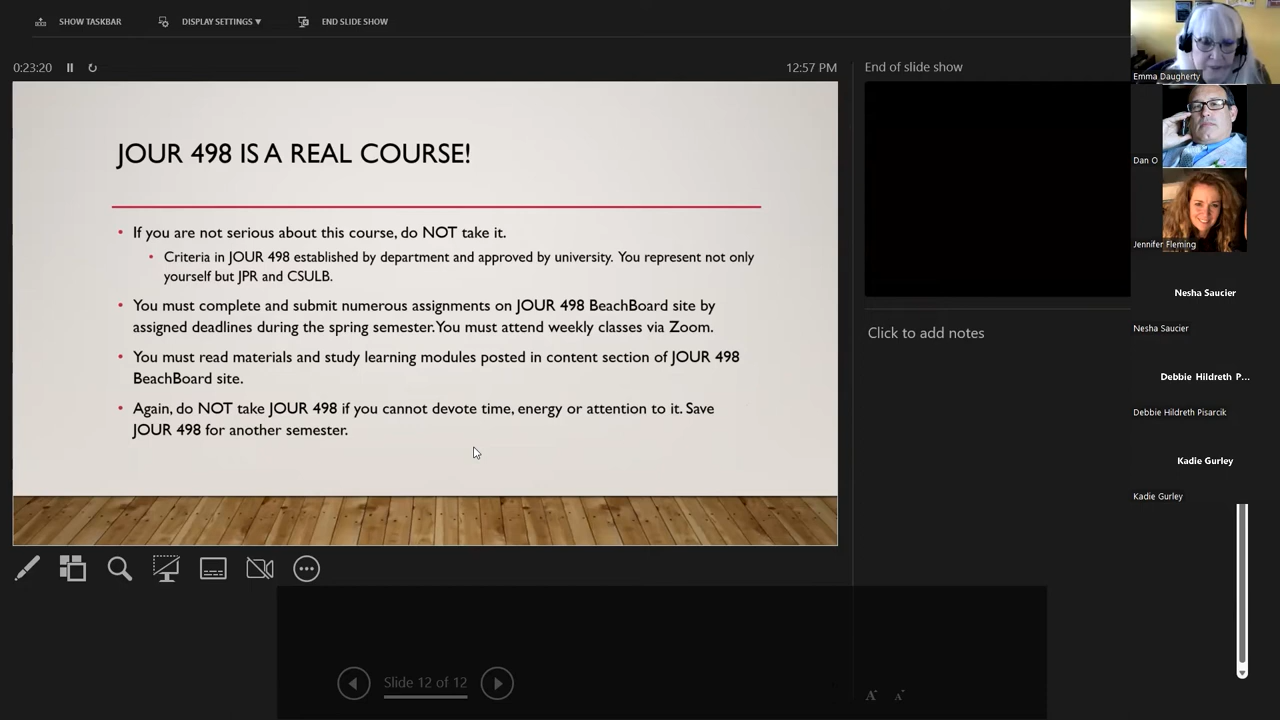 SHOW TASKBAR
DISPLAY SETTINGS ▼
END SLIDE SHOW
0:23:20
12:57 PM
JOUR 498 IS A REAL COURSE!
• If you are not serious about this course, do NOT take it.
• Criteria in JOUR 498 established by department and approved by university. You represent not only
yourself but JPR and CSULB.
• You must complete and submit numerous assignments on JOUR 498 BeachBoard site by
assigned deadlines during the spring semester. You must attend weekly classes via Zoom.
• You must read materials and study learning modules posted in content section of JOUR 498
BeachBoard site.
• Again, do NOT take JOUR 498 if you cannot devote time, energy or attention to it. Save
JOUR 498 for another semester.
Slide 12 of 12
End of slide show
Click to add notes
A
A
Emma Daugherty
Dan O
Jennifer Fleming
Nesha Saucier
Nesha Saucier
Debbie Hildreth P...
Debbie Hildreth Pisarcik
Kadie Gurley
Kadie Gurley